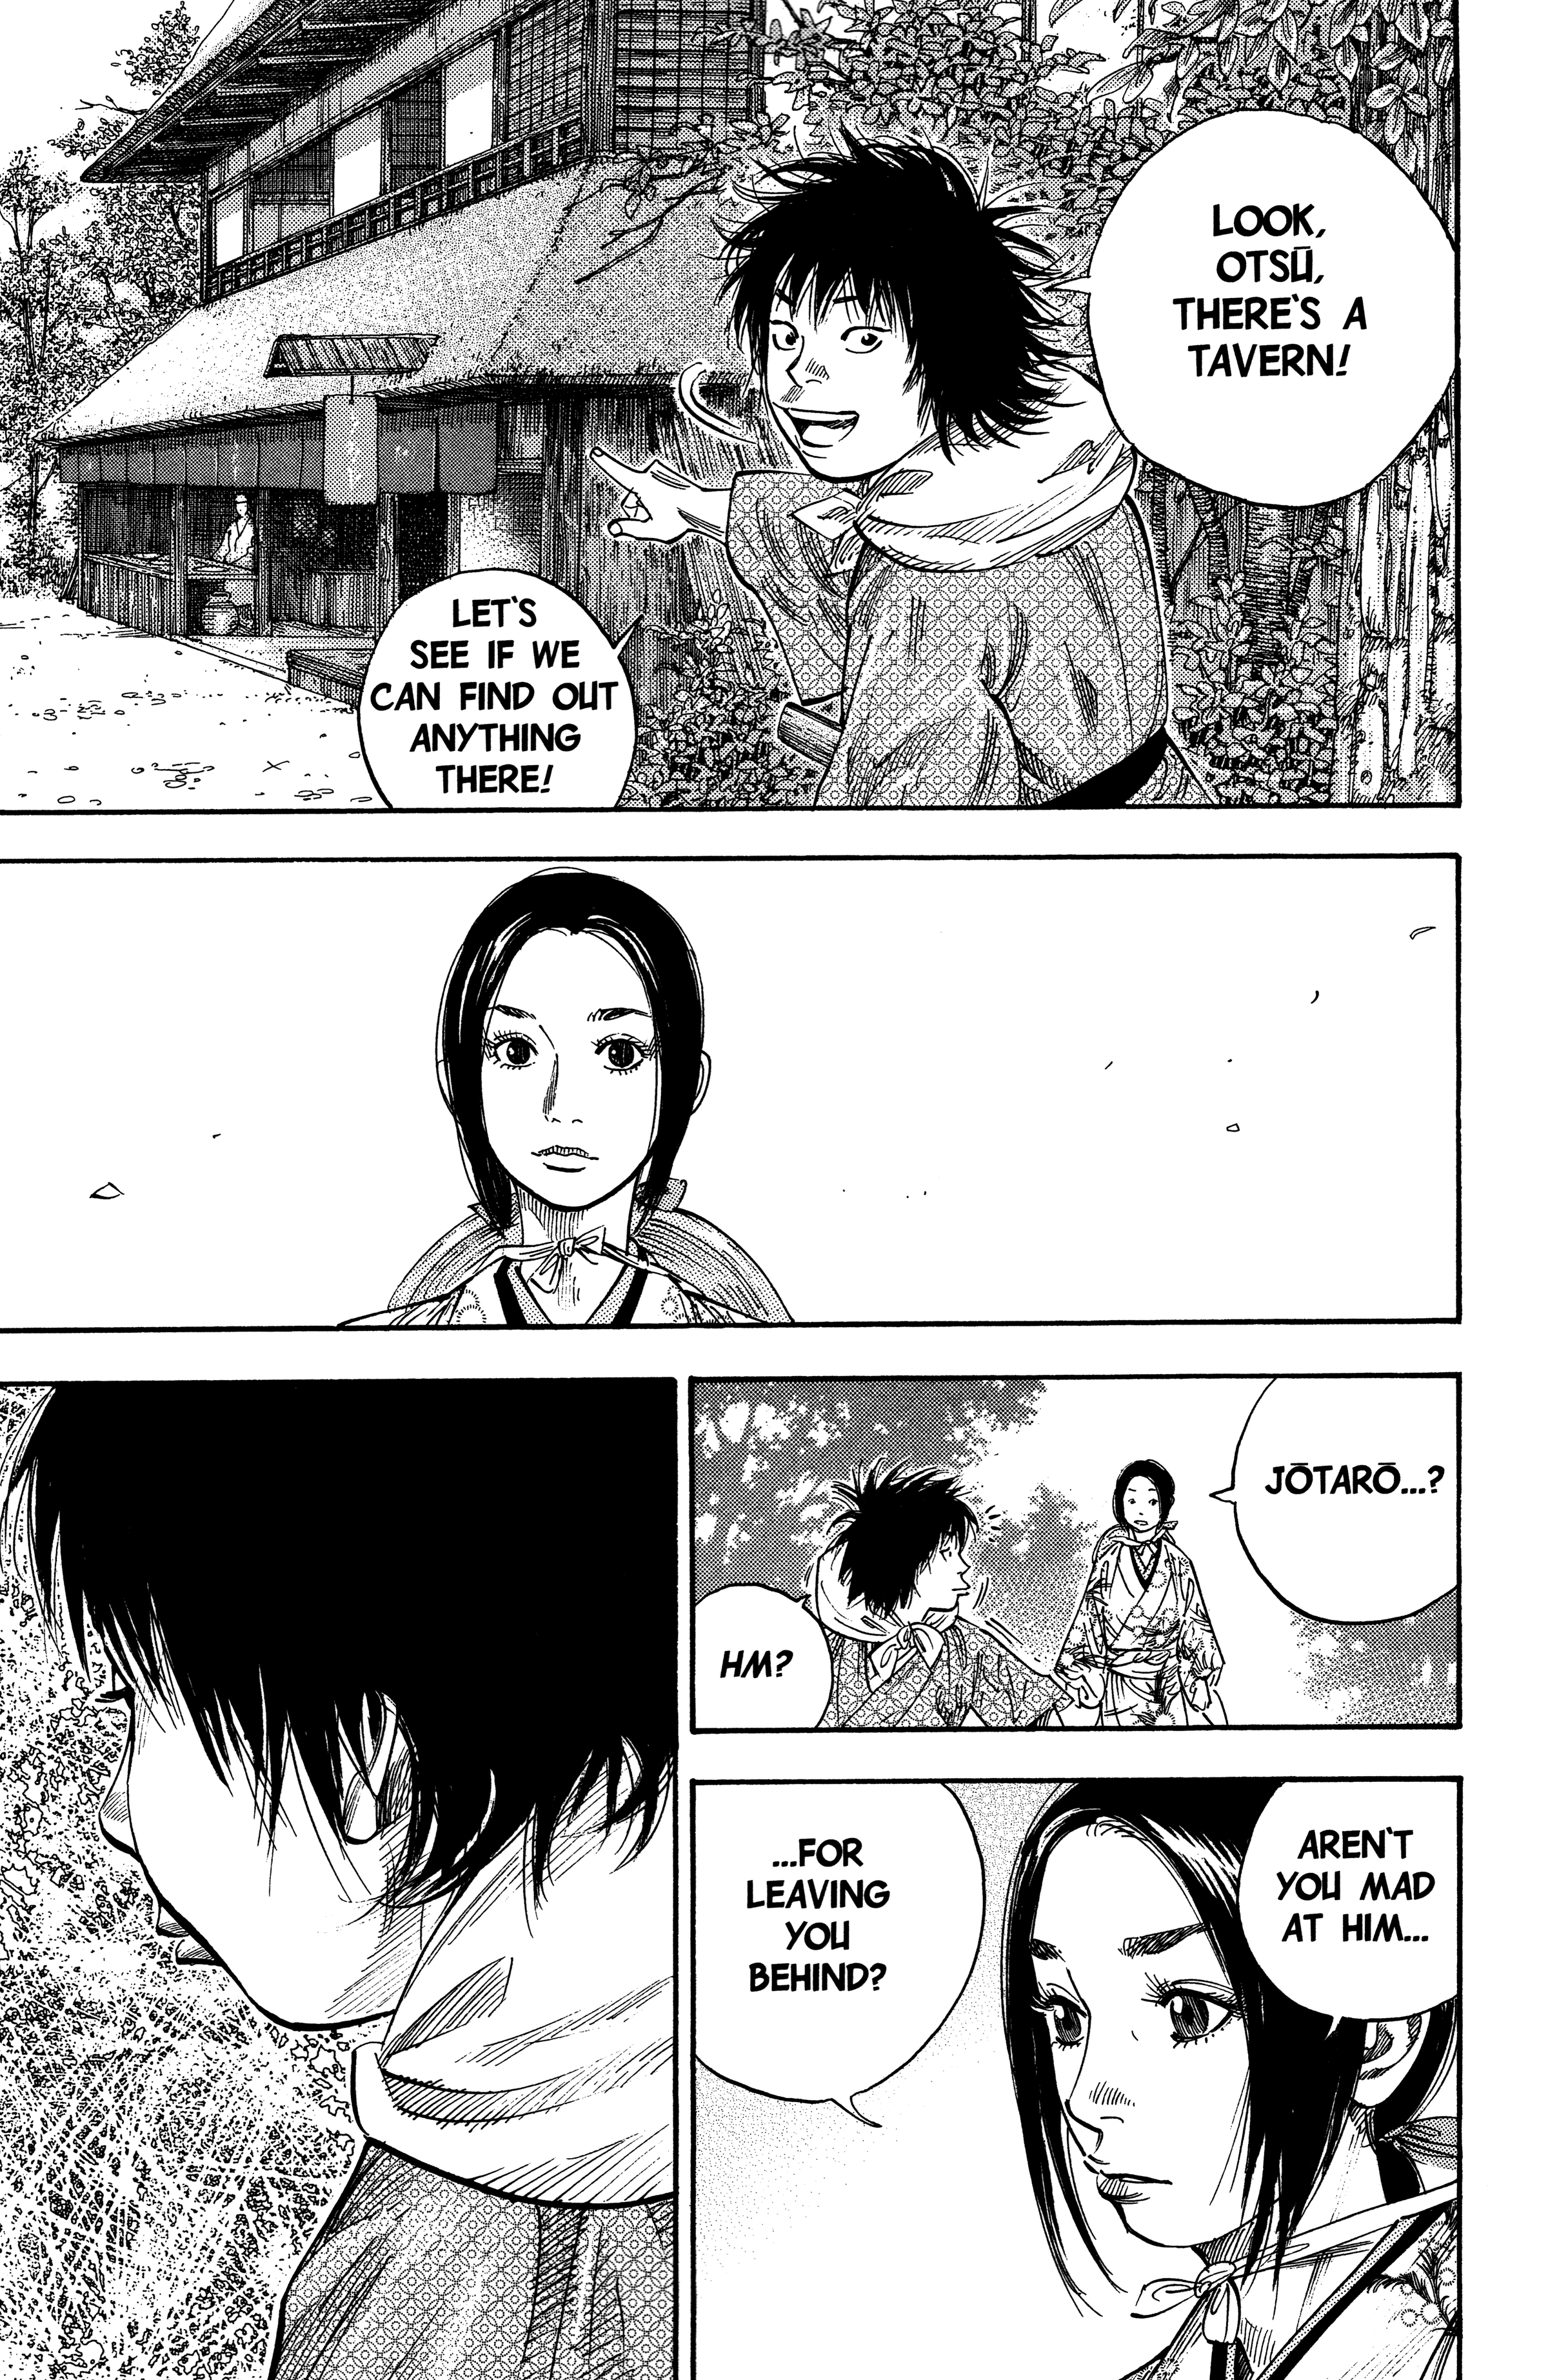 LOOK,
OTSŪ,
THERE'S A
TAVERN!
LET'S
SEE IF WE
CAN FIND OUT
ANYTHING
THERE!
JŌTARŌ...?
HM?
AREN'T
YOU MAD
AT HIM...
...FOR
LEAVING
YOU
BEHIND?